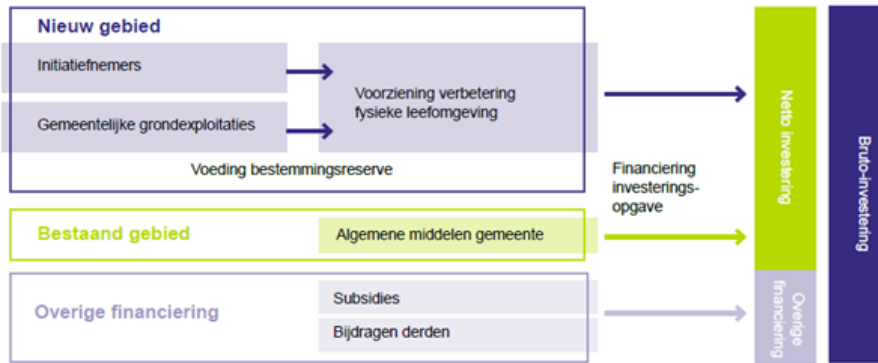 Nieuw gebied
Initiatiefnemers
Gemeentelijke grondexploitaties
Voorziening verbetering
fysieke leefomgeving
Voeding bestemmingsreserve
Financiering
investerings-
opgave
Bestaand gebied
Algemene middelen gemeente
Overige financiering
Subsidies
Bijdragen derden
Netto investering
Overige
financiering
Bruto-investering